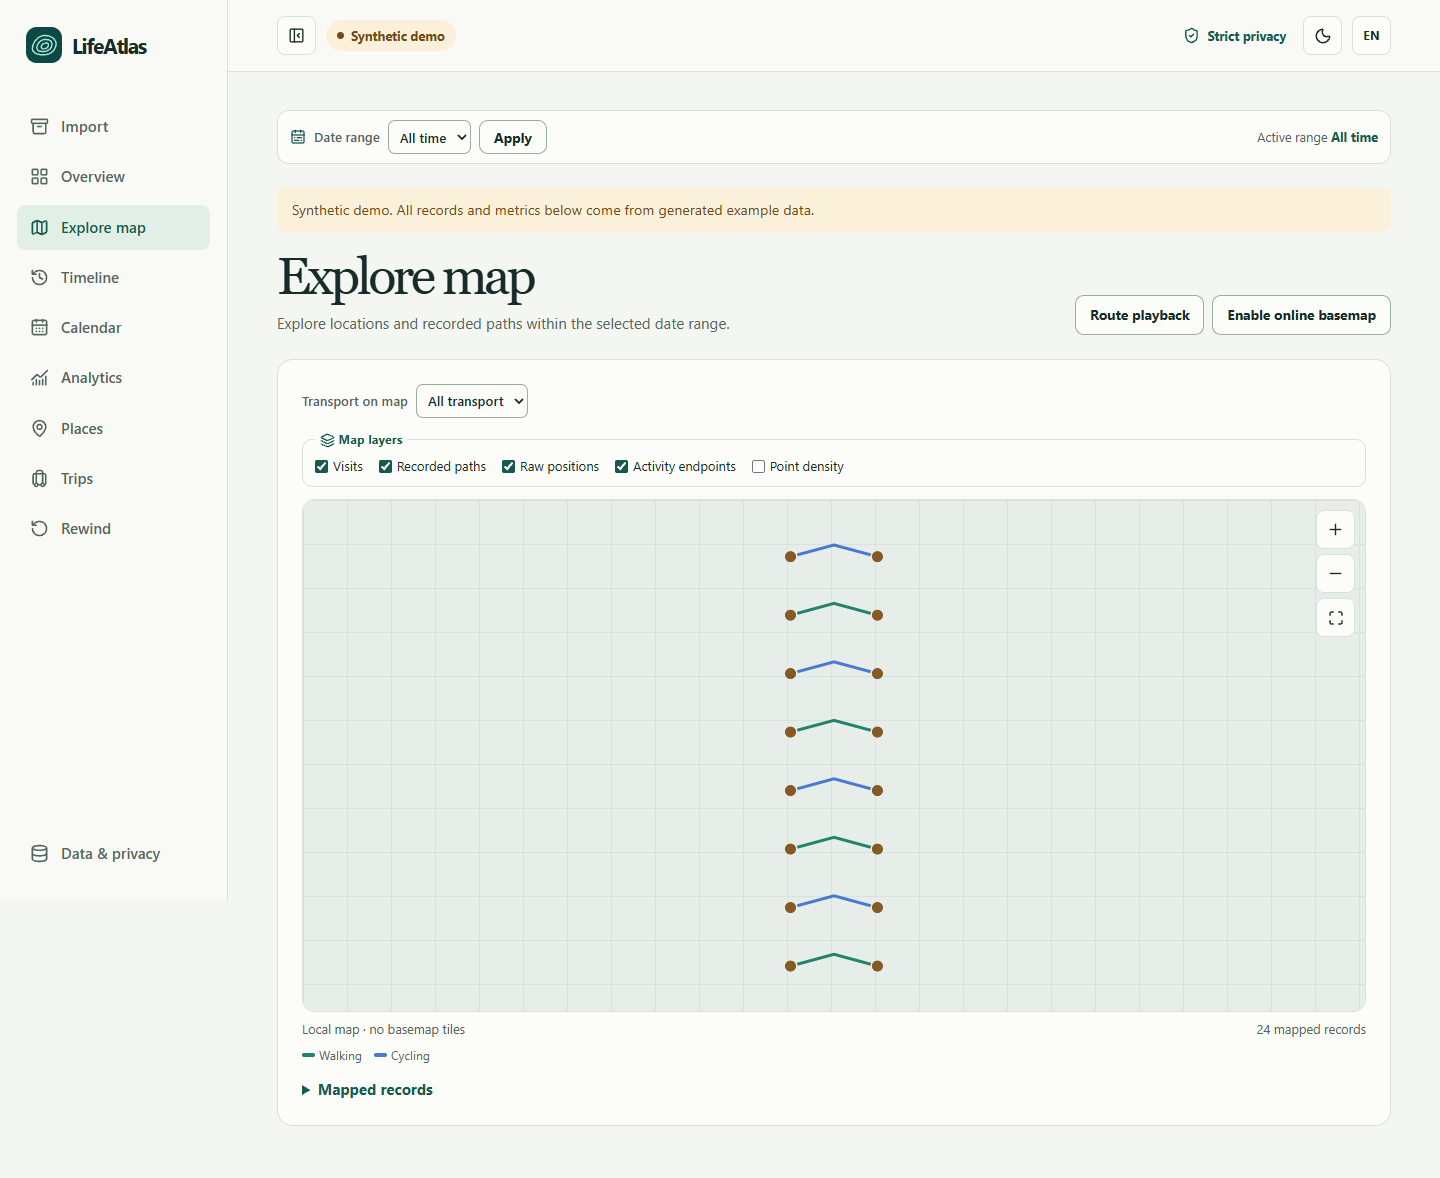 LifeAtlas
Synthetic demo
Strict privacy
EN
Import
Overview
Explore map
Timeline
Calendar
Analytics
Places
Trips
Rewind
Data & privacy
Date range
All time
Apply
Active range All time
Synthetic demo. All records and metrics below come from generated example data.
Explore map
Explore locations and recorded paths within the selected date range.
Route playback
Enable online basemap
Transport on map
All transport
Map layers
Visits
Recorded paths
Raw positions
Activity endpoints
Point density
Local map · no basemap tiles
24 mapped records
Walking
Cycling
Mapped records